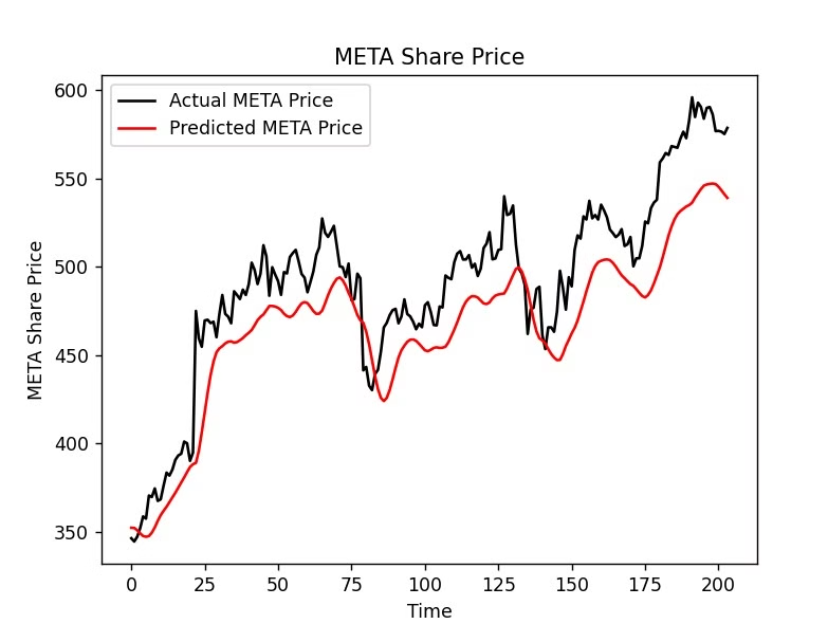 META Share Price
Actual META Price
Predicted META Price
META Share Price
600
550
500
450
400
350
0 25 50 75 100 125 150 175 200
Time